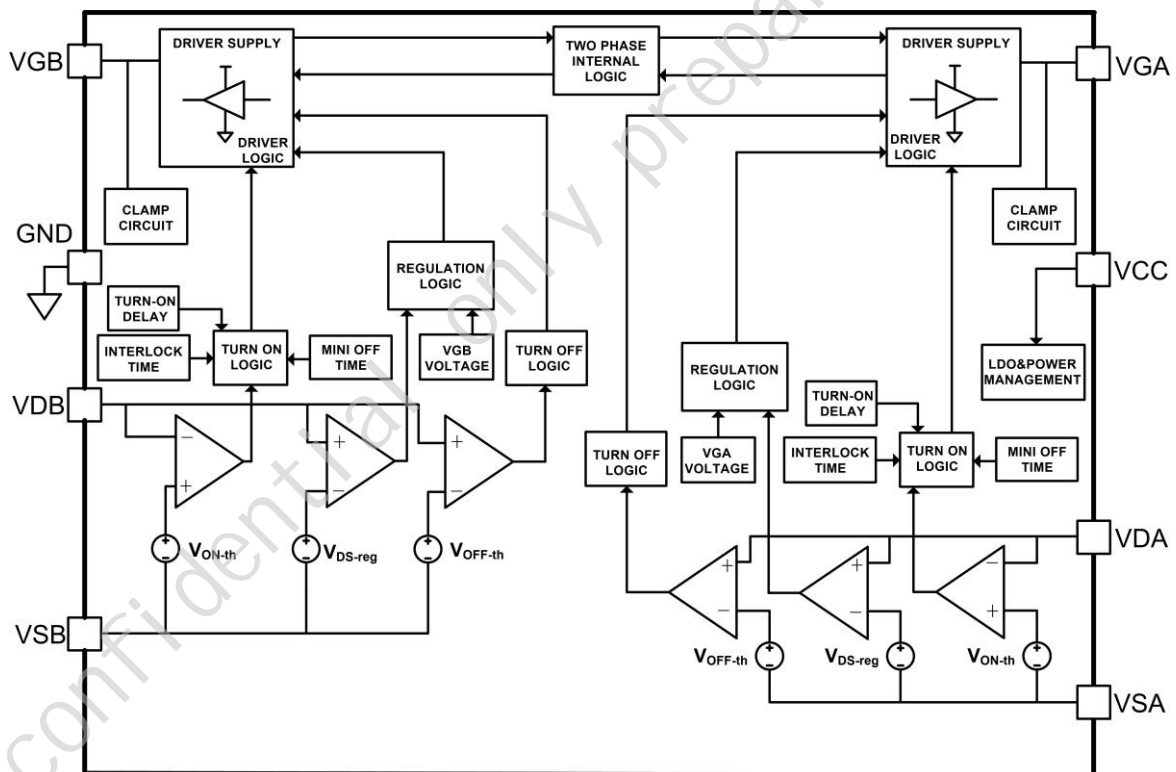 VGB
DRIVER SUPPLY
DRIVER
LOGIC
CLAMP
CIRCUIT
TWO PHASE
INTERNAL
LOGIC
DRIVER SUPPLY
DRIVER
LOGIC
CLAMP
CIRCUIT
VGA
GND
VCC
REGULATION
LOGIC
TURN-ON
DELAY
INTERLOCK
TIME
TURN ON
LOGIC
MINI OFF
TIME
VGB
VOLTAGE
TURN OFF
LOGIC
LDO&POWER
MANAGEMENT
REGULATION
LOGIC
TURN-ON
DELAY
TURN OFF
LOGIC
VGA
VOLTAGE
INTERLOCK
TIME
TURN ON
LOGIC
MINI OFF
TIME
VDB
VON-th
VDS-reg
VOFF-th
VSB
VDA
VOFF-th
VDS-reg
VON-th
VSA
confidential only prepa